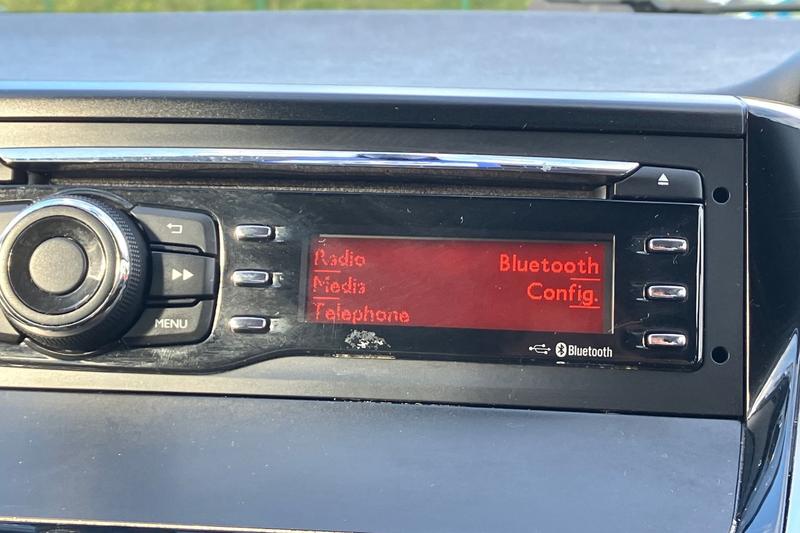 Radio
Media
Telephone
Bluetooth
Config.
MENU
Bluetooth